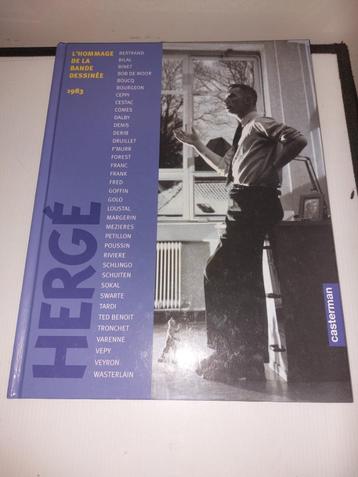 L'HOMMAGE
DE LA
BANDE
DESSINÉE
1983
BERTRAND
BILAL
BINET
BOB DE MOOR
BOUCQ
BOURGEON
CEPPI
CESTAC
COMES
DALBY
DENIS
DERIB
DRUILLET
F'MURR
FOREST
FRANC
FRANK
FRED
GOFFIN
GOLO
LOUSTAL
MARGERIN
MEZIERES
PETILLON
POUSSIN
RIVIERE
SCHLINGO
SCHUITEN
SOKAL
SWARTE
TARDI
TED BENOIT
TRONCHET
VARENNE
VEPY
VEYRON
WASTERLAIN
HERGÉ
casterman